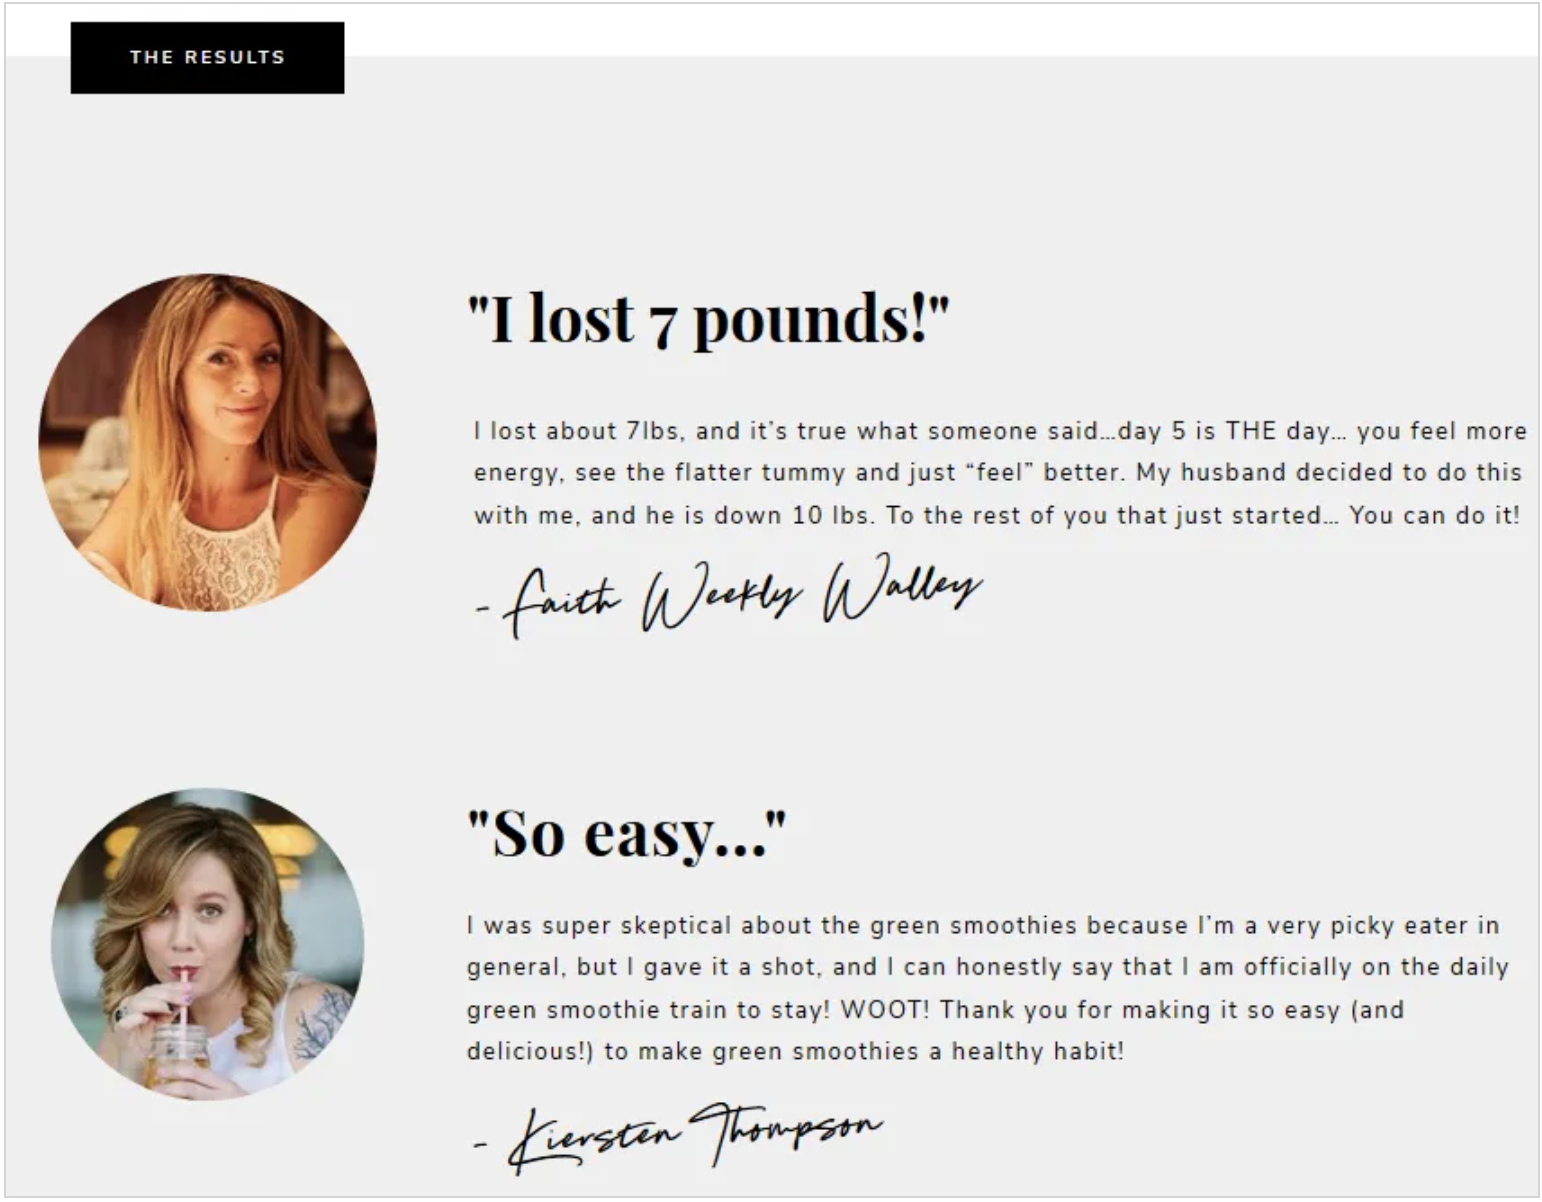 THE RESULTS
"I lost 7 pounds!"
I lost about 7lbs, and it’s true what someone said…day 5 is THE day… you feel more
energy, see the flatter tummy and just “feel” better. My husband decided to do this
with me, and he is down 10 lbs. To the rest of you that just started… You can do it!
- Faith Weekly Walley
"So easy..."
I was super skeptical about the green smoothies because I’m a very picky eater in
general, but I gave it a shot, and I can honestly say that I am officially on the daily
green smoothie train to stay! WOOT! Thank you for making it so easy (and
delicious!) to make green smoothies a healthy habit!
- Kiersten Thompson